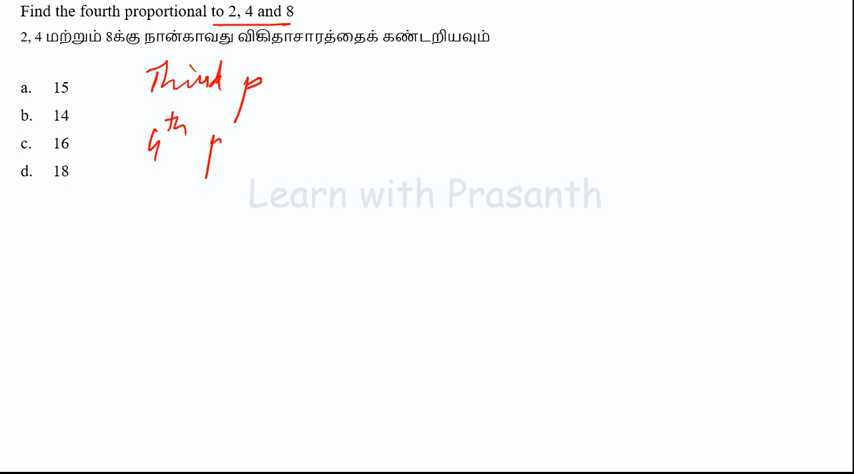 Find the fourth proportional to 2, 4 and 8
2, 4 மற்றும் 8க்கு நான்காவது விகிதாசாரத்தைக் கண்டறியவும்
a. 15
b. 14
c. 16
d. 18
Third p
4th p
Learn with Prasanth